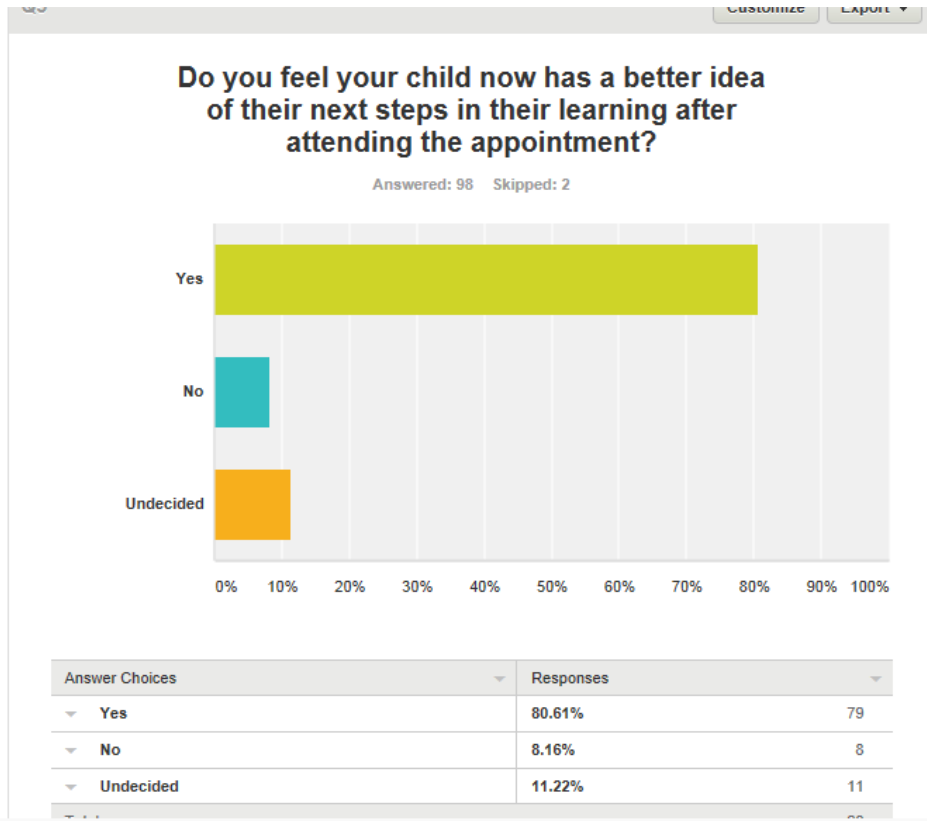 Customize Export
Do you feel your child now has a better idea
of their next steps in their learning after
attending the appointment?
Answered: 98 Skipped: 2
Yes
No
Undecided
0% 10% 20% 30% 40% 50% 60% 70% 80% 90% 100%
Answer Choices Responses
Yes 80.61% 79
No 8.16% 8
Undecided 11.22% 11